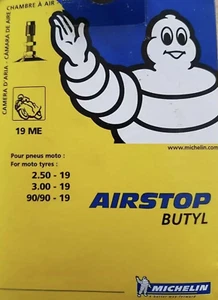 CHAMBRE À AIR
CAMERA D'ARIA - CÁMARA DE AIRE
19 ME
www.michelin.com
Pour pneus moto :
For moto tyres :
2.50 - 19
3.00 - 19
90/90 - 19
AIRSTOP
BUTYL
MICHELIN